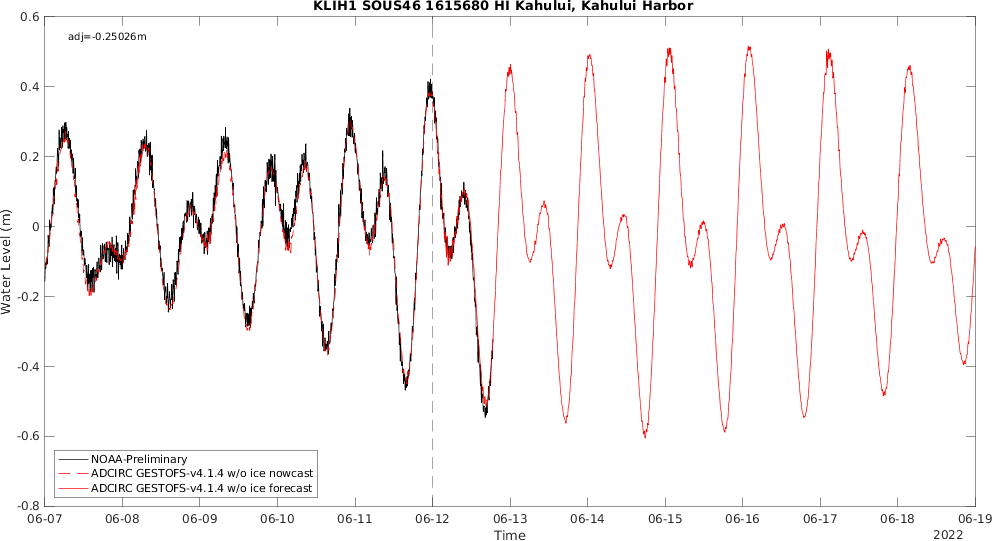 KLIH1 SOUS46 1615680 HI Kahului, Kahului Harbor
0.6
adj=-0.25026m
0.4
0.2
0
-0.2
-0.4
-0.6
-0.8
Water Level (m)
NOAA-Preliminary
ADCIRC GESTOFS-v4.1.4 w/o ice nowcast
ADCIRC GESTOFS-v4.1.4 w/o ice forecast
06-07 06-08 06-09 06-10 06-11 06-12 06-13 06-14 06-15 06-16 06-17 06-18 06-19
Time
2022